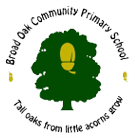 Broad Oak Community Primary School
Tall oaks from little acorns grow